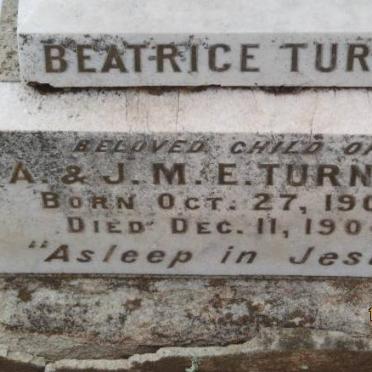 BEATRICE TUR
BELOVED CHILD OF
A & J. M. E. TURN
BORN OCT. 27, 190
DIED DEC. 11, 190
"Asleep in Jes